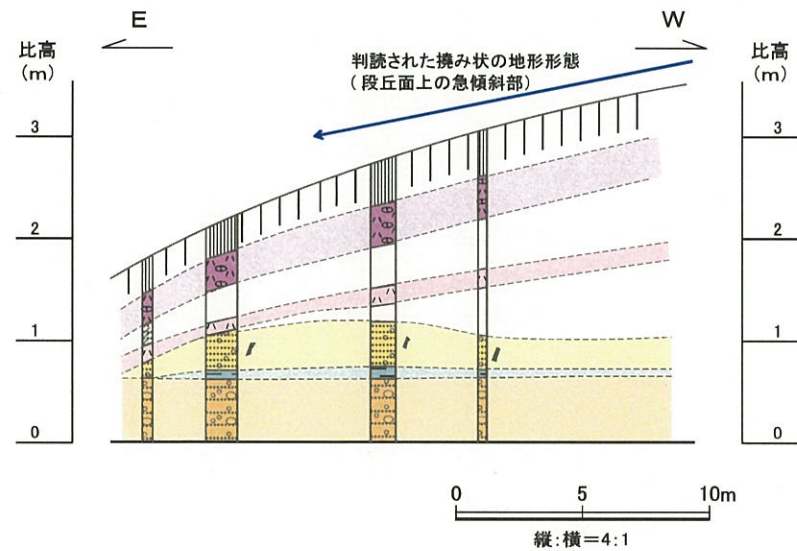 E
W
比高
(m)
比高
(m)
判読された撓み状の地形形態
(段丘面上の急傾斜部)
3
3
2
2
1
1
0
0
0 5 10m
縦:横=4:1